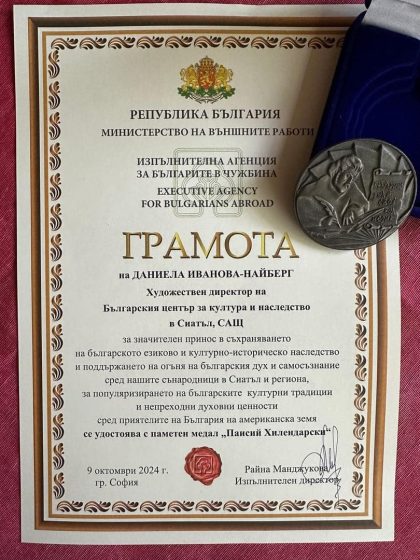 РЕПУБЛИКА БЪЛГАРИЯ
МИНИСТЕРСТВО НА ВЪНШНИТЕ РАБОТИ
ИЗПЪЛНИТЕЛНА АГЕНЦИЯ
ЗА БЪЛГАРИТЕ В ЧУЖБИНА
EXECUTIVE AGENCY
FOR BULGARIANS ABROAD
ГРАМОТА
на ДАНИЕЛА ИВАНОВА-НАЙБЕРГ
Художествен директор на
Българския център за култура и наследство
в Сиатъл, САЩ
за значителен принос в съхраняването
на българското езиково и културно-историческо наследство
и поддържането на огъня на българския дух и самосъзнание
сред нашите сънародници в Сиатъл и региона,
за популяризирането на българските културни традиции
и непреходни духовни ценности
сред приятелите на България на американска земя
се удостоява с паметен медал „Паисий Хилендарски“
9 октомври 2024 г.
гр. София
Райна Манджукова
Изпълнителен директор